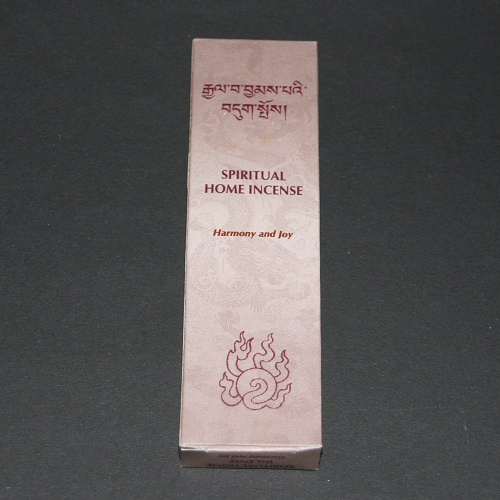 རྒྱལ་བ་བྱམས་པའི་
བདུག་སྤོས།
SPIRITUAL
HOME INCENSE
Harmony and Joy